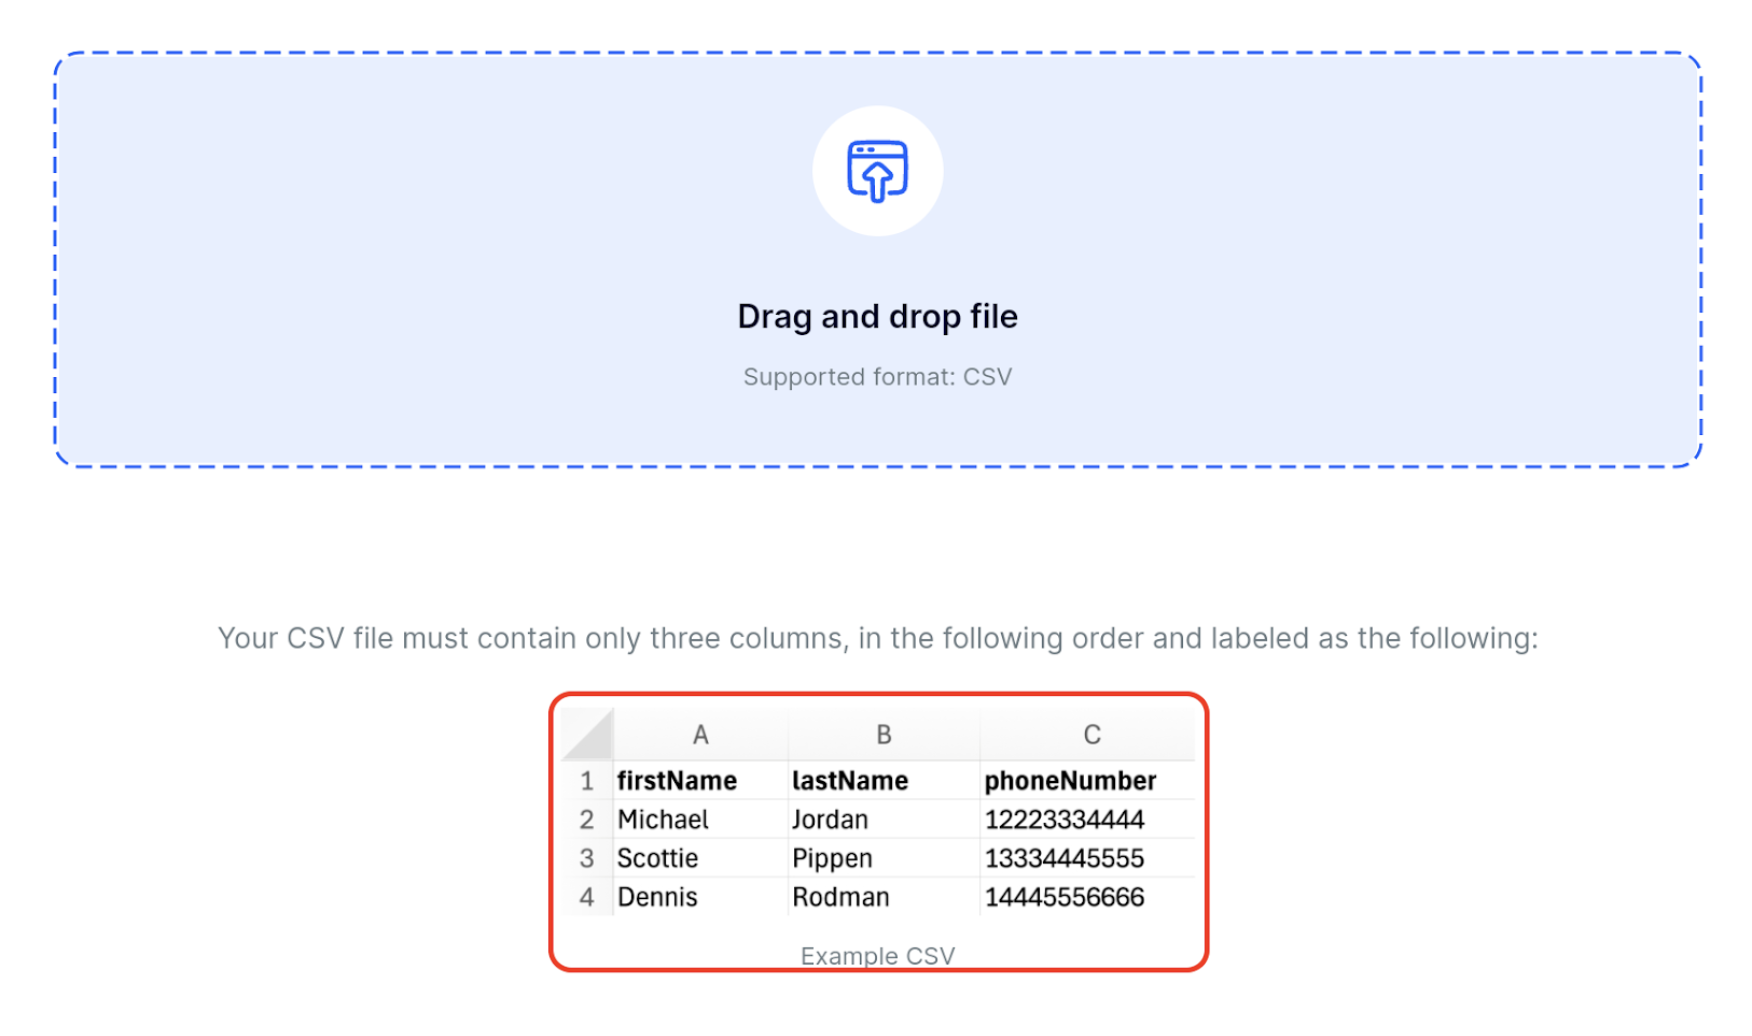 Drag and drop file
Supported format: CSV
Your CSV file must contain only three columns, in the following order and labeled as the following:
A B C
1 firstName lastName phoneNumber
2 Michael Jordan 12223334444
3 Scottie Pippen 13334445555
4 Dennis Rodman 14445556666
Example CSV